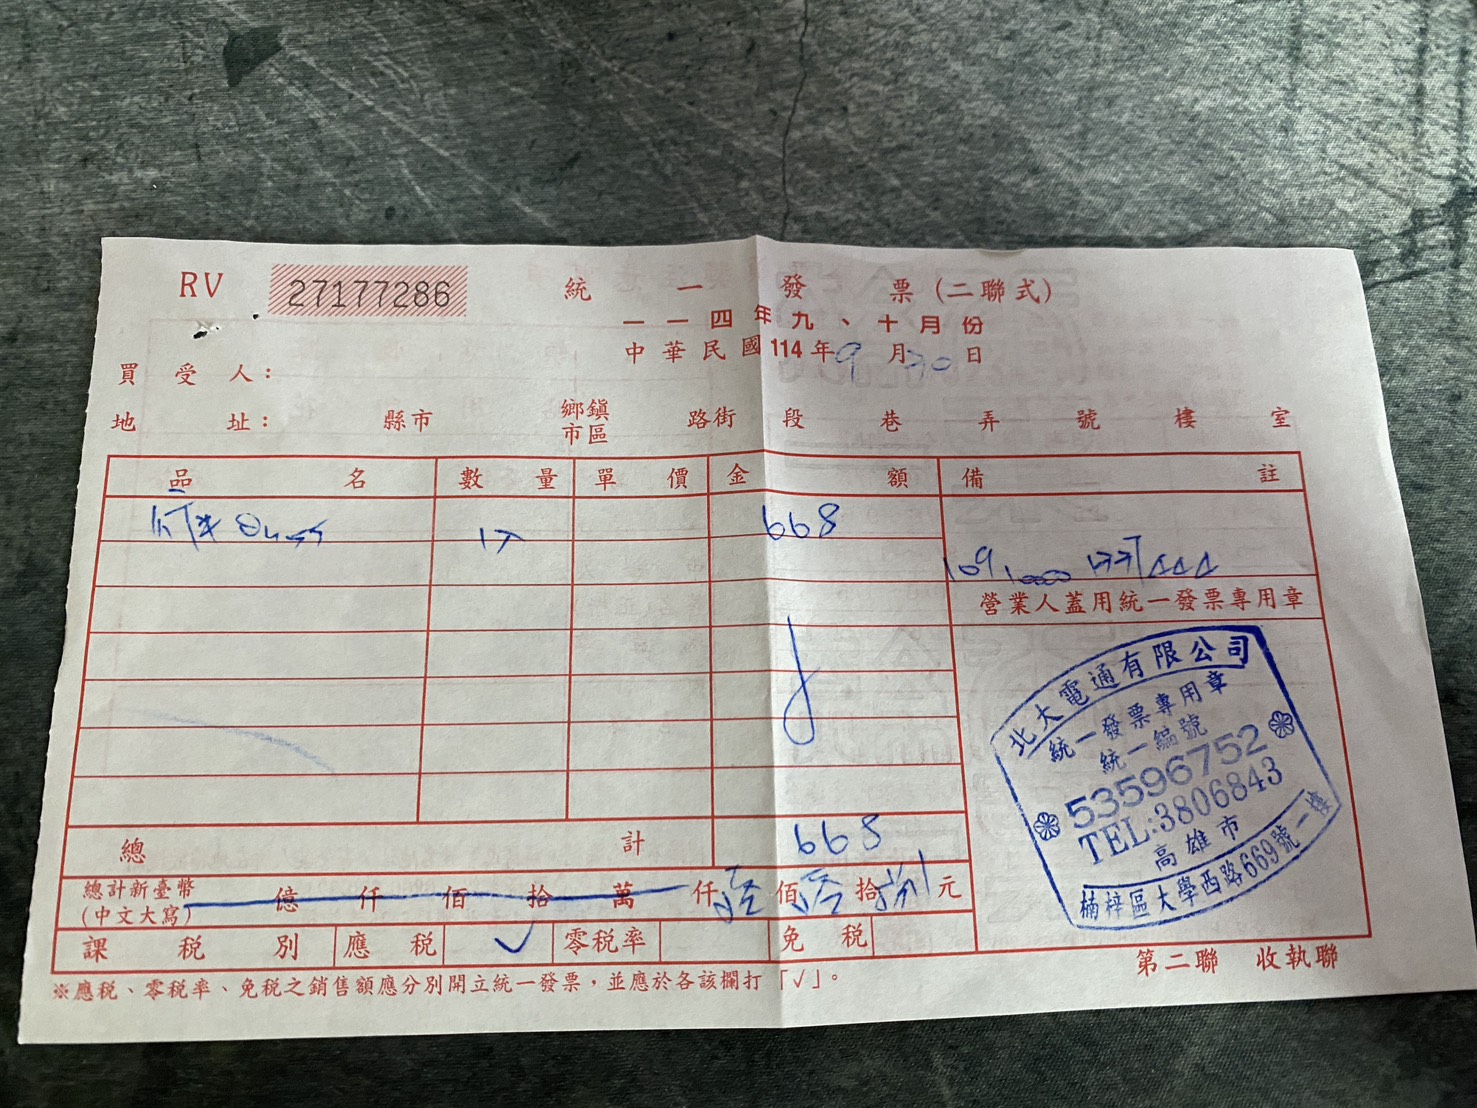 RV 27177286 統一發票(二聯式)
一一四年九、十月份
中華民國114年9月30日
買受人：
地址： 縣市 鄉鎮市區 路街 段 巷 弄 號 樓 室
品名 數量 單價 金額 備註
668
營業人蓋用統一發票專用章
北大電通有限公司
統一發票專用章
統一編號
53596752
TEL:3806843
高雄市
楠梓區大學西路669號一樓
總計 668
總計新臺幣(中文大寫) 億 仟 佰 拾 萬 仟 陸 佰 陸 拾 捌 元
課稅別 應稅 ✓ 零稅率 免稅
第二聯 收執聯
※應稅、零稅率、免稅之銷售額應分別開立統一發票，並應於各該欄打「√」。